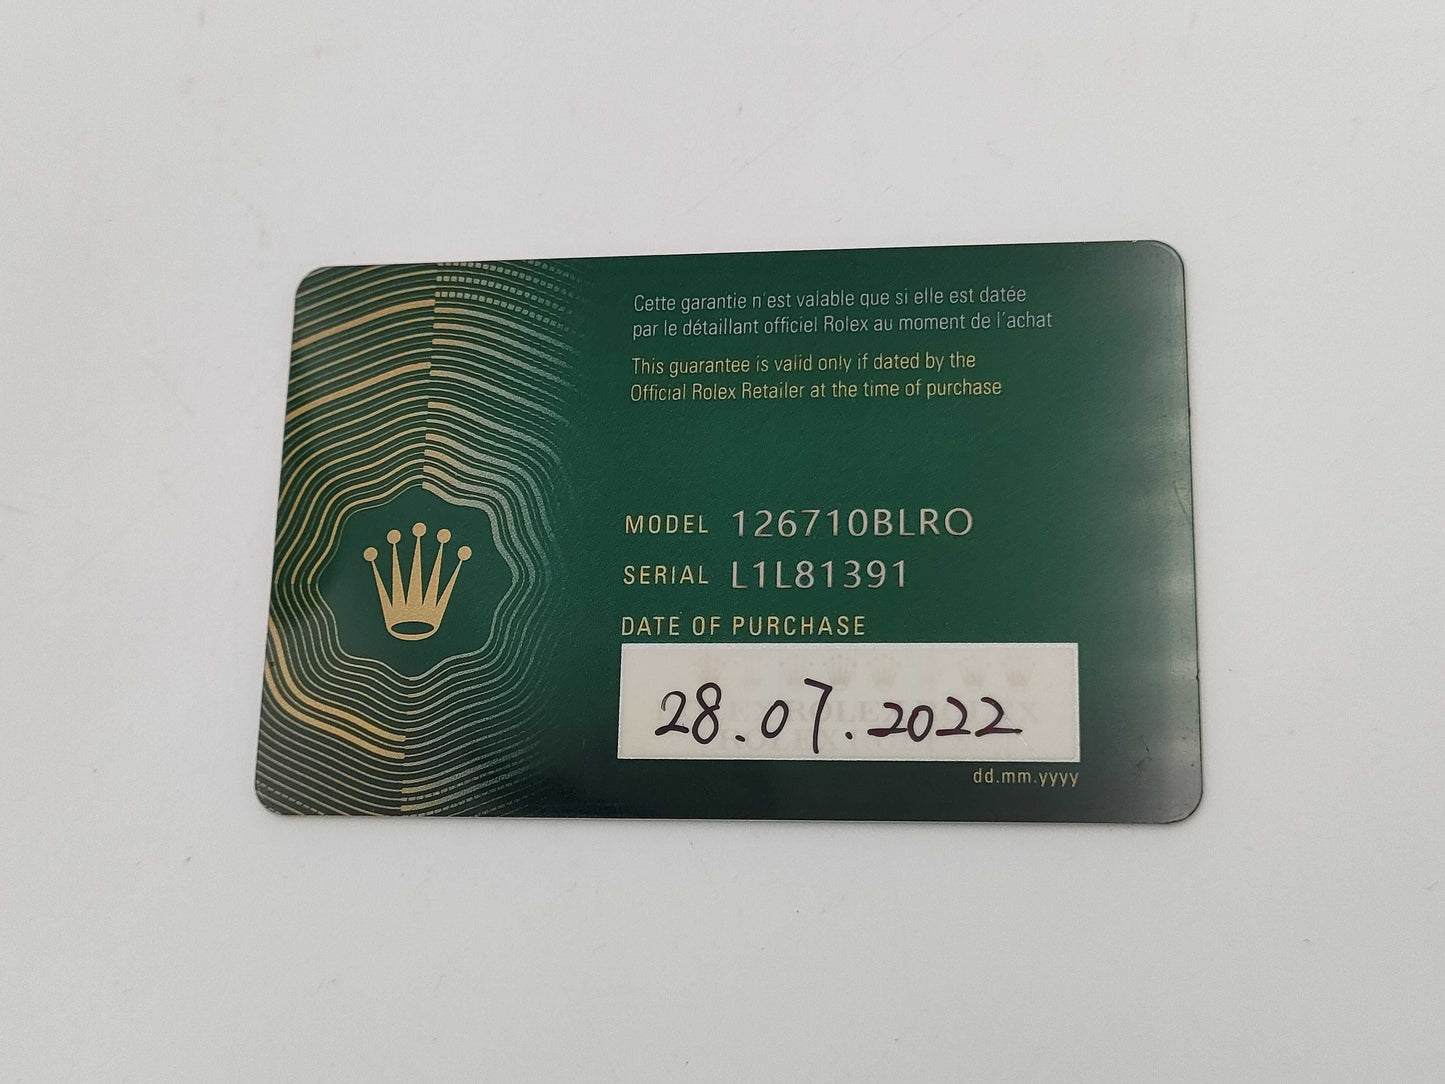 Cette garantie n'est valable que si elle est datée
par le détaillant officiel Rolex au moment de l'achat
This guarantee is valid only if dated by the
Official Rolex Retailer at the time of purchase
MODEL 126710BLRO
SERIAL L1L81391
DATE OF PURCHASE
28.07.2022
dd.mm.yyyy